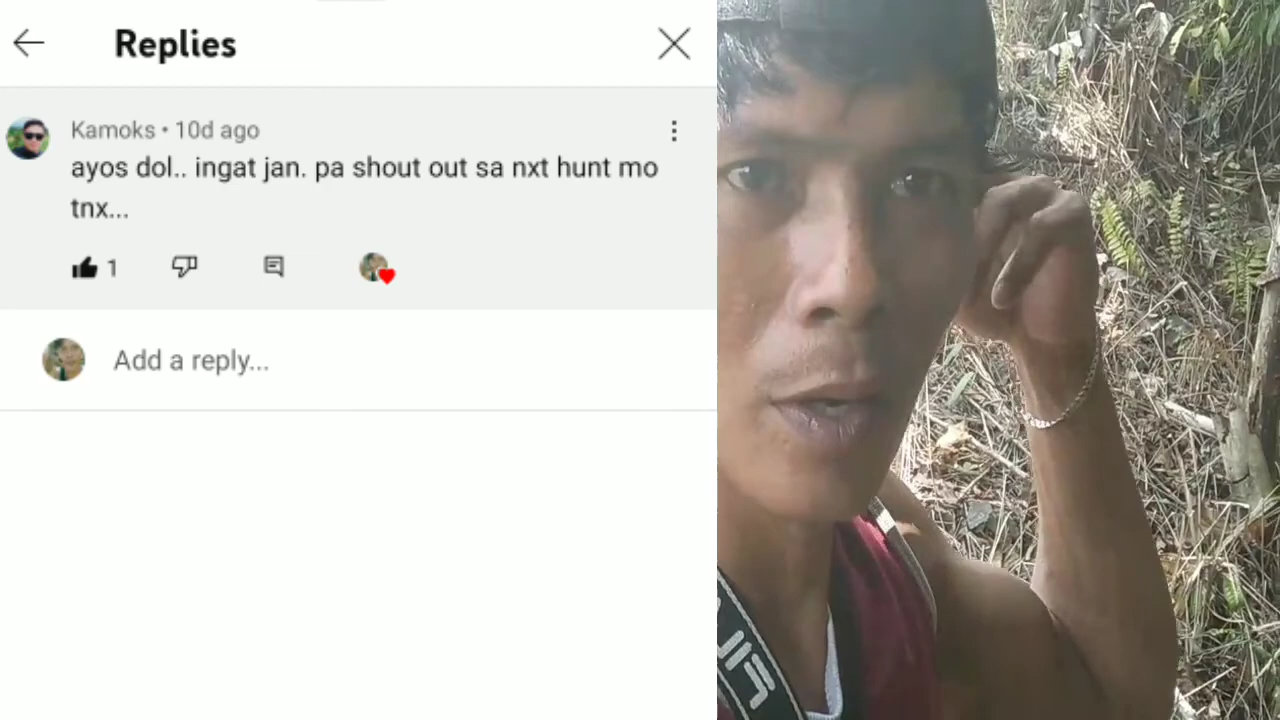 Replies
Kamoks • 10d ago
ayos dol.. ingat jan. pa shout out sa nxt hunt mo
tnx...
1
Add a reply...